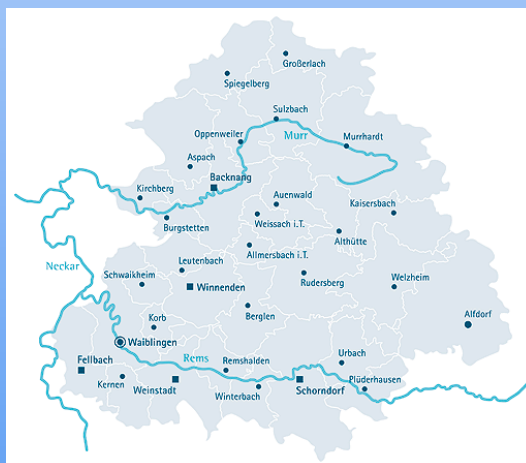 Großerlach
Spiegelberg
Sulzbach
Oppenweiler
Murr
Murrhardt
Aspach
Backnang
Kirchberg
Auenwald
Kaisersbach
Weissach i.T.
Burgstetten
Althütte
Allmersbach i.T.
Neckar
Leutenbach
Schwaikheim
Rudersberg
Welzheim
Winnenden
Berglen
Alfdorf
Korb
Waiblingen
Fellbach
Rems
Remshalden
Urbach
Kernen
Weinstadt
Winterbach
Schorndorf
Plüderhausen